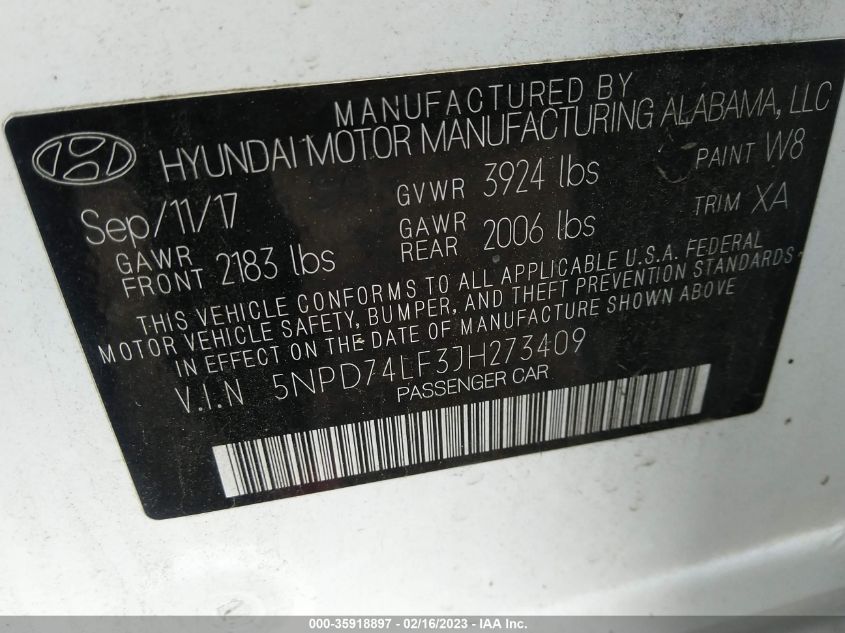 MANUFACTURED BY
HYUNDAI MOTOR MANUFACTURING ALABAMA, LLC
Sep/11/17 GVWR 3924 lbs PAINT W8
GAWR FRONT 2183 lbs GAWR REAR 2006 lbs TRIM XA
THIS VEHICLE CONFORMS TO ALL APPLICABLE U.S.A. FEDERAL
MOTOR VEHICLE SAFETY, BUMPER, AND THEFT PREVENTION STANDARDS
IN EFFECT ON THE DATE OF MANUFACTURE SHOWN ABOVE
V.I.N 5NPD74LF3JH273409
PASSENGER CAR
000-35918897 - 02/16/2023 - IAA Inc.